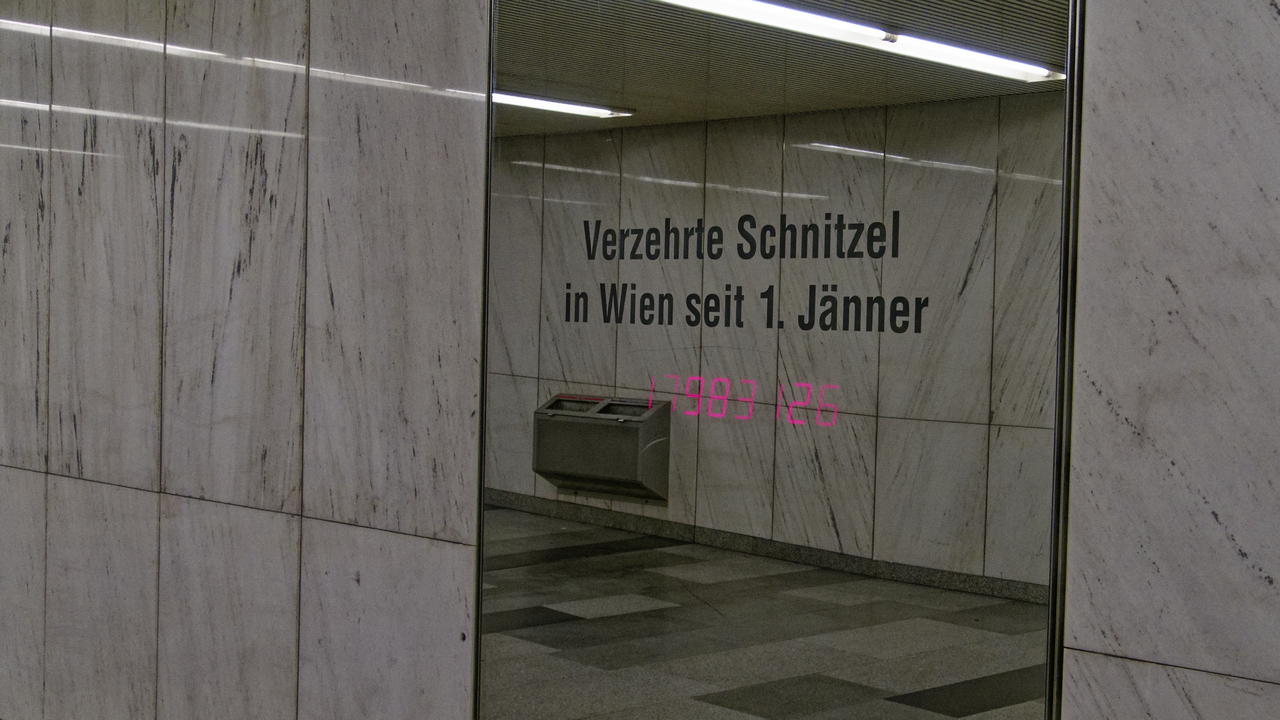 Verzehrte Schnitzel
in Wien seit 1. Jänner
17983126